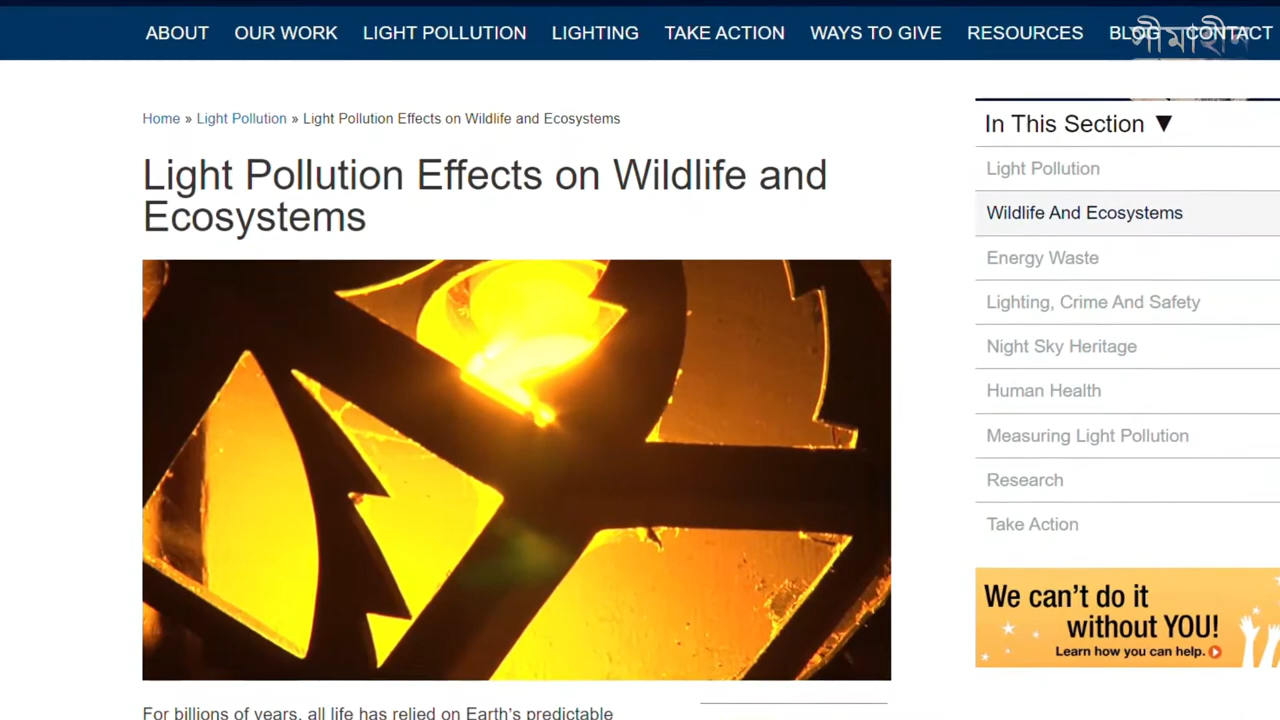 ABOUT OUR WORK LIGHT POLLUTION LIGHTING TAKE ACTION WAYS TO GIVE RESOURCES BLOG CONTACT
সীমাহীন
Home » Light Pollution » Light Pollution Effects on Wildlife and Ecosystems
Light Pollution Effects on Wildlife and
Ecosystems
For billions of years, all life has relied on Earth's predictable
In This Section ▼
Light Pollution
Wildlife And Ecosystems
Energy Waste
Lighting, Crime And Safety
Night Sky Heritage
Human Health
Measuring Light Pollution
Research
Take Action
We can't do it
without YOU!
Learn how you can help.